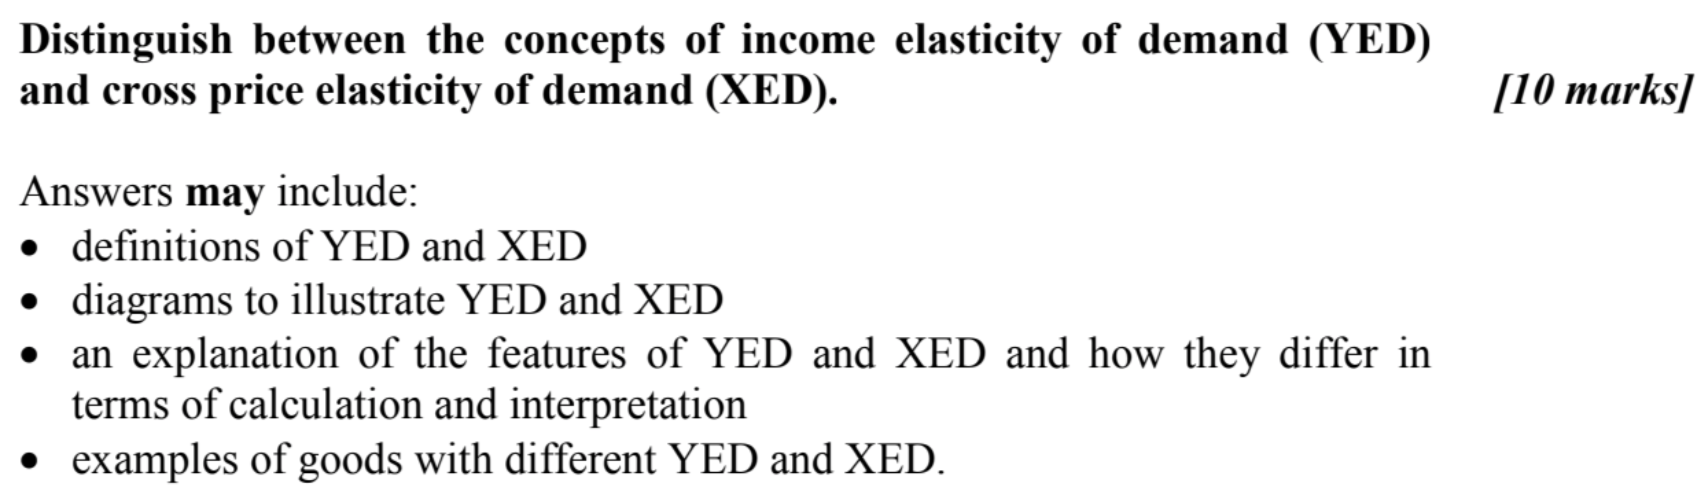 Distinguish between the concepts of income elasticity of demand (YED)
and cross price elasticity of demand (XED). [10 marks]
Answers may include:
• definitions of YED and XED
• diagrams to illustrate YED and XED
• an explanation of the features of YED and XED and how they differ in
terms of calculation and interpretation
• examples of goods with different YED and XED.